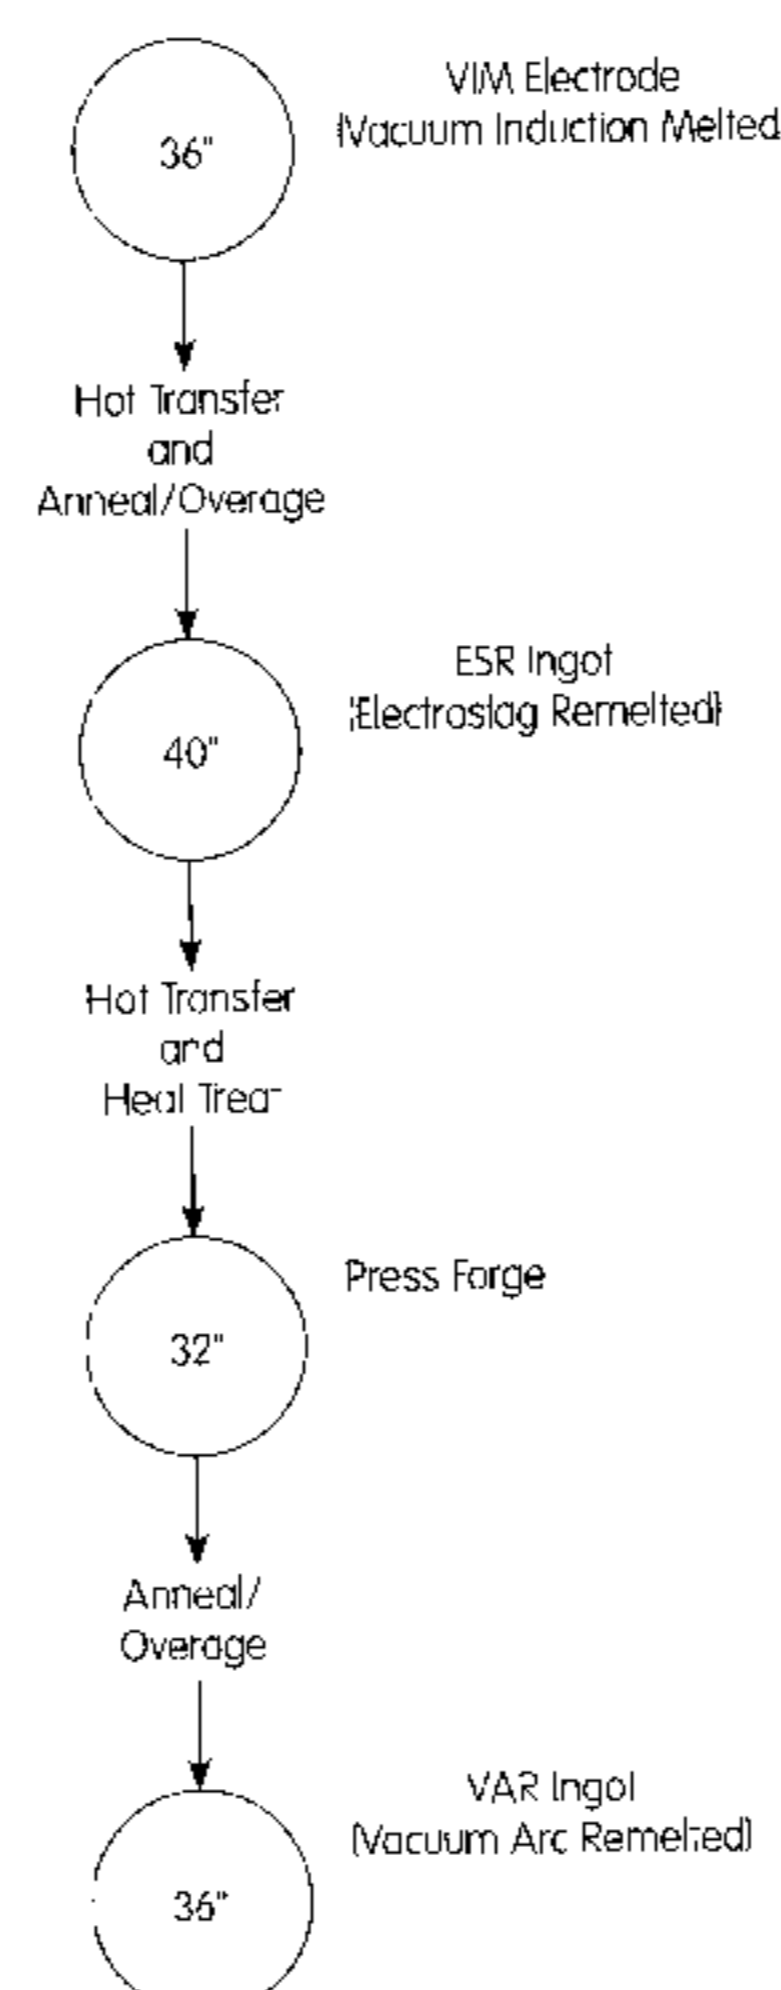 VIM Electrode
(Vacuum Induction Melted
36"
Hot Transfer
and
Anneal/Overage
ESR Ingot
(Electroslag Remelted)
40"
Hot Transfer
and
Heat Treat
Press Forge
32"
Anneal/
Overage
VAR Ingot
(Vacuum Arc Remelted)
36"